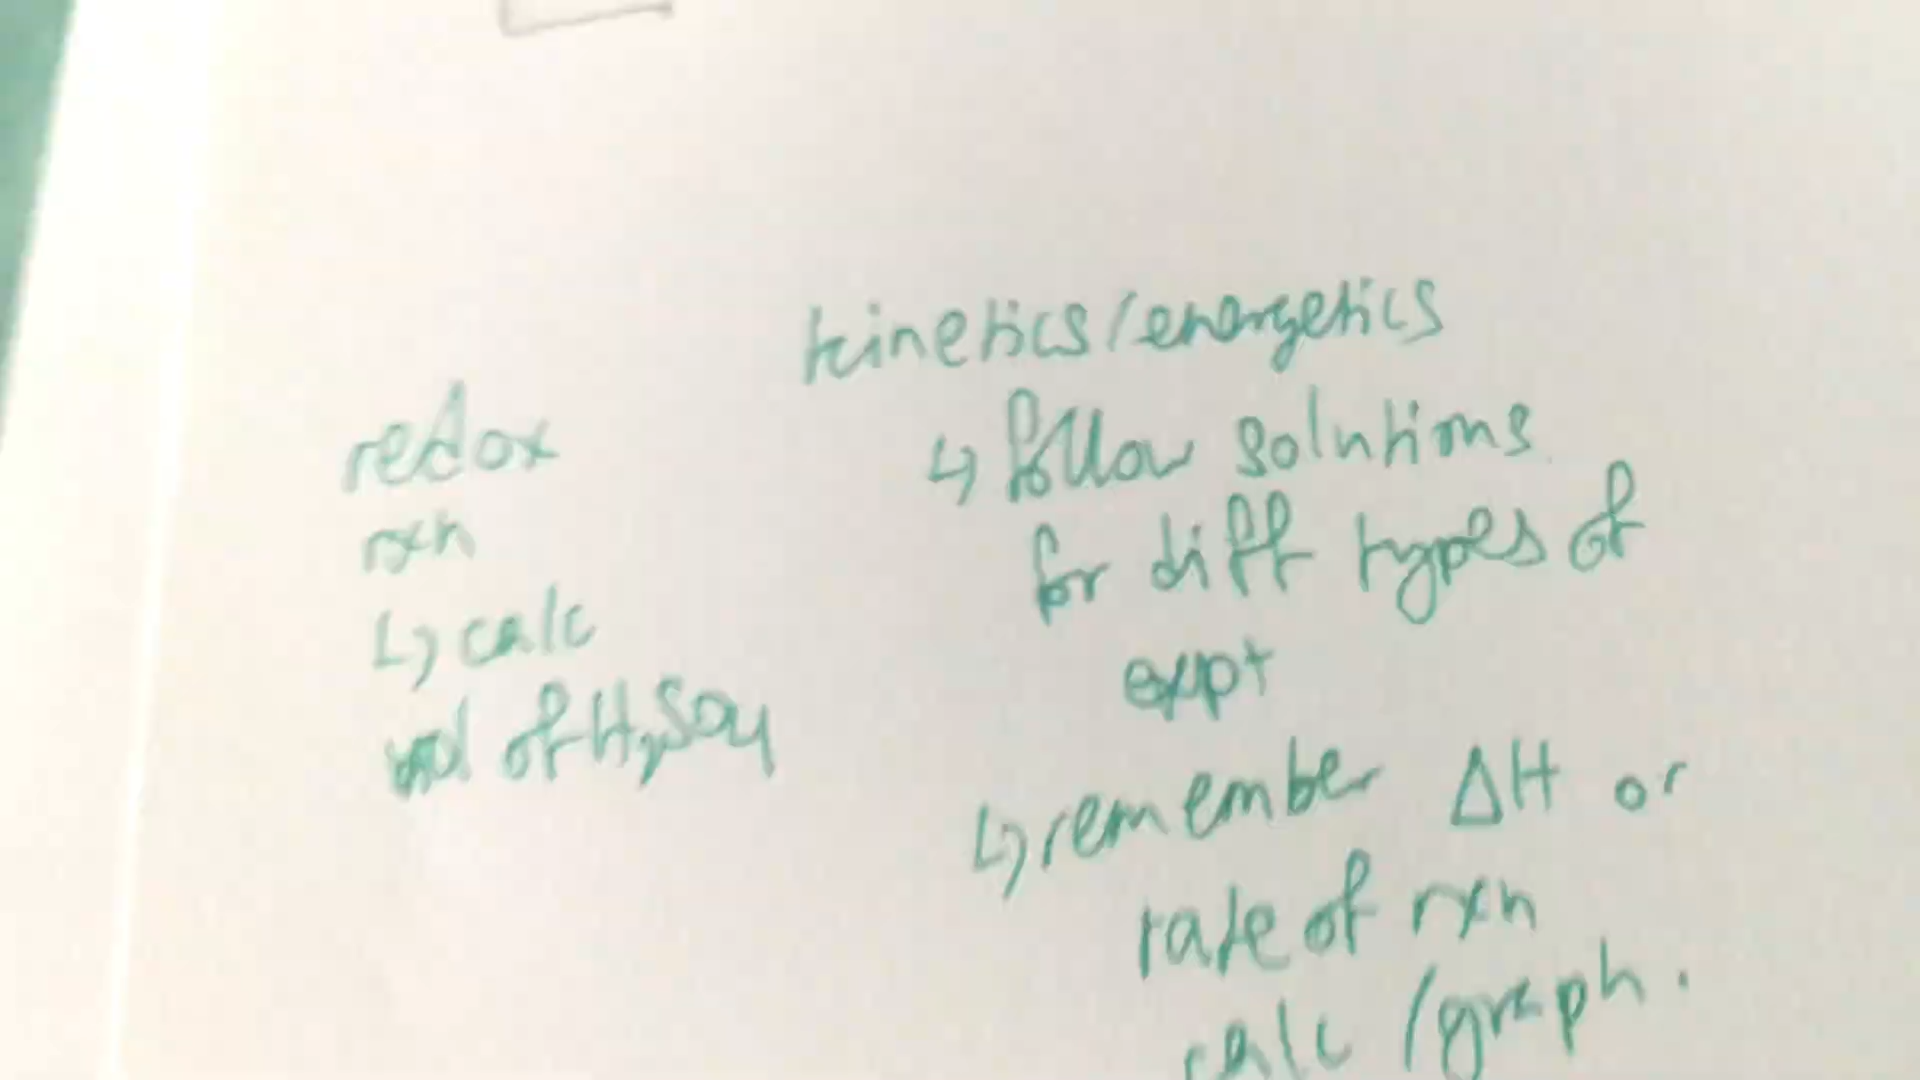 redox
rxn
↳ calc
vol of H2SO4
kinetics/energetics
↳ follow solutions
for diff types of
expt
↳ remember ΔH or
rate of rxn
calc/graph.